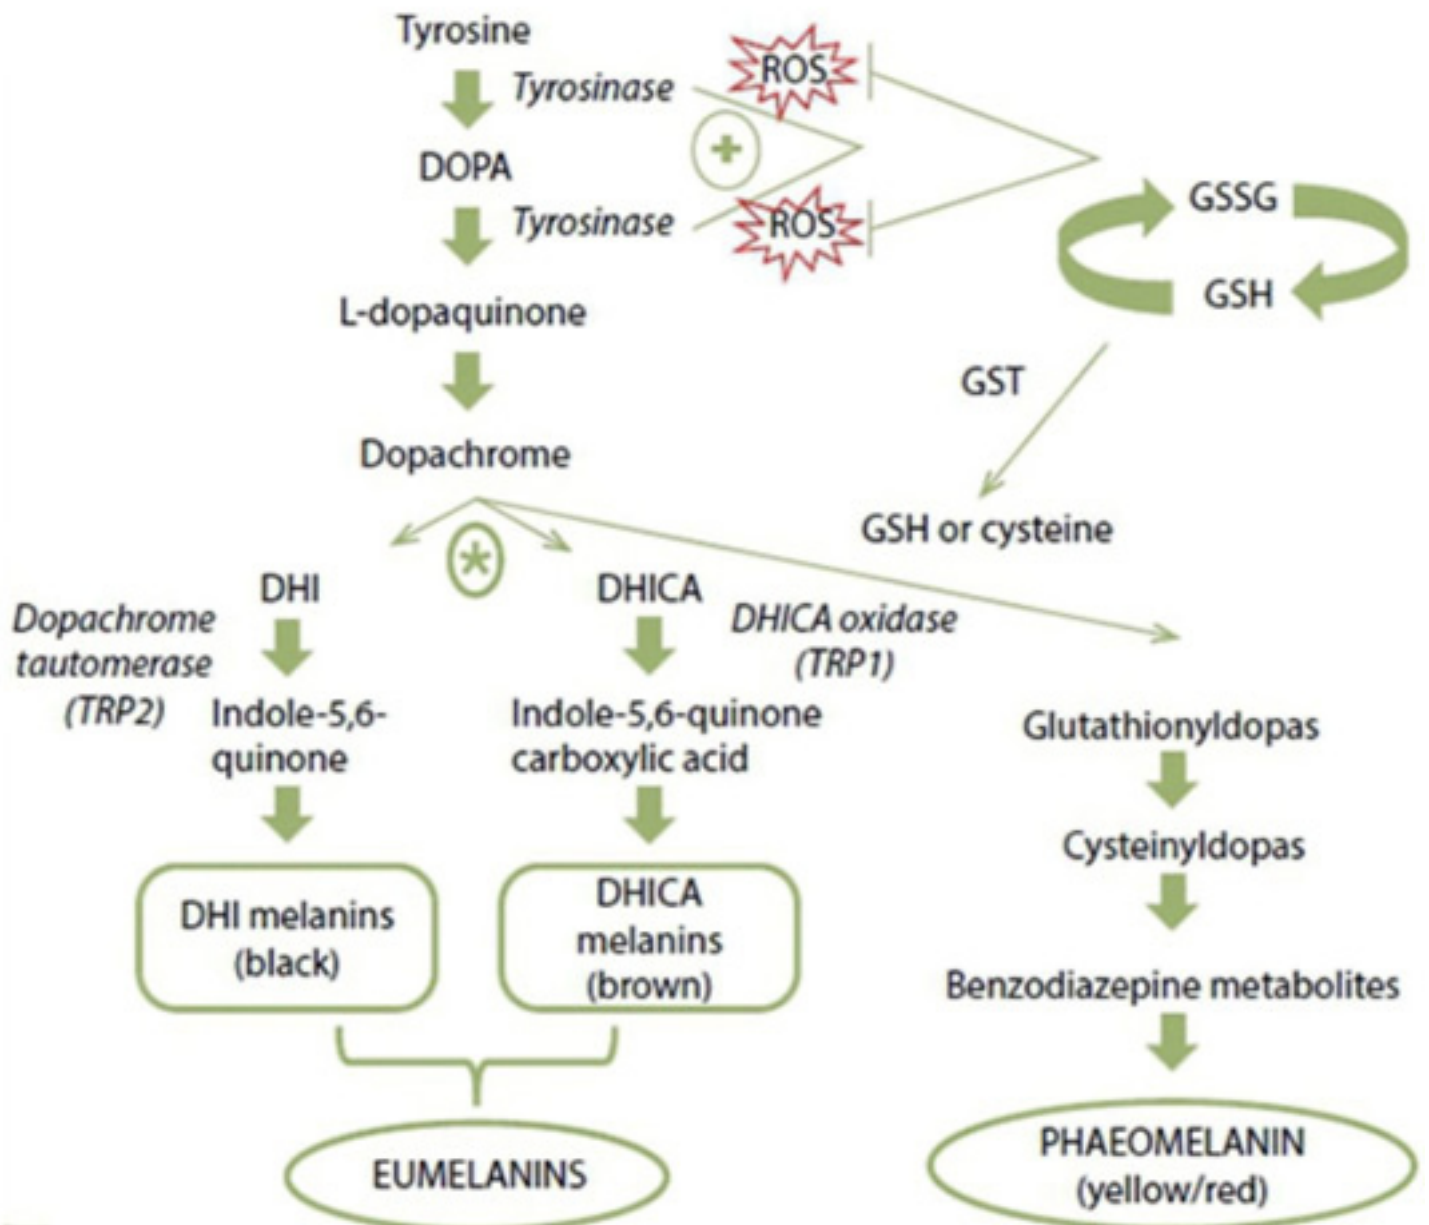 Tyrosine
Tyrosinase
ROS
+
DOPA
Tyrosinase
ROS
GSSG
GSH
L-dopaquinone
GST
Dopachrome
GSH or cysteine
*
DHI
DHICA
Dopachrome
tautomerase
(TRP2)
DHICA oxidase
(TRP1)
Indole-5,6-
quinone
Indole-5,6-quinone
carboxylic acid
Glutathionyldopas
Cysteinyldopas
DHI melanins
(black)
DHICA
melanins
(brown)
Benzodiazepine metabolites
EUMELANINS
PHAEOMELANIN
(yellow/red)